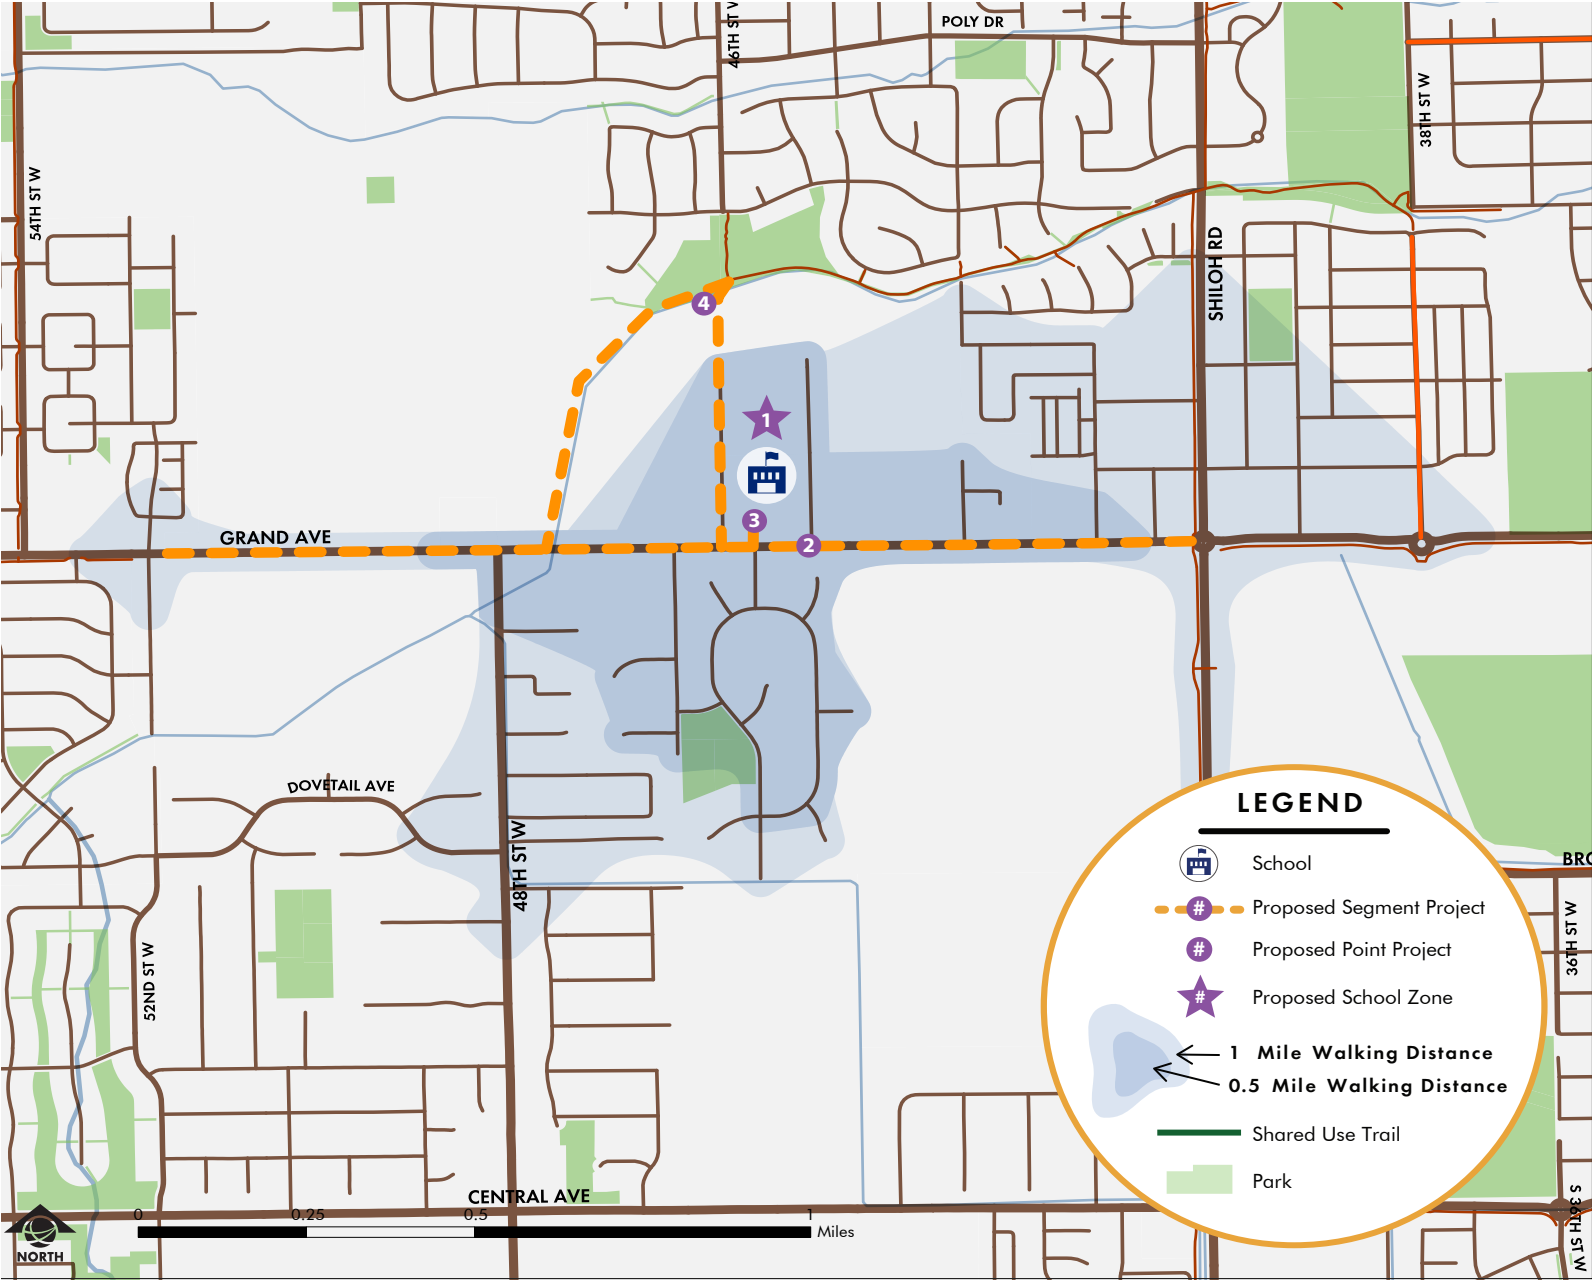 POLY DR
46TH ST W
38TH ST W
54TH ST W
SHILOH RD
4
1
3
2
GRAND AVE
DOVETAIL AVE
48TH ST W
52ND ST W
BRO
36TH ST W
CENTRAL AVE
S 36TH ST W
LEGEND
School
# Proposed Segment Project
# Proposed Point Project
# Proposed School Zone
1 Mile Walking Distance
0.5 Mile Walking Distance
Shared Use Trail
Park
0 0.25 0.5 1
Miles
NORTH